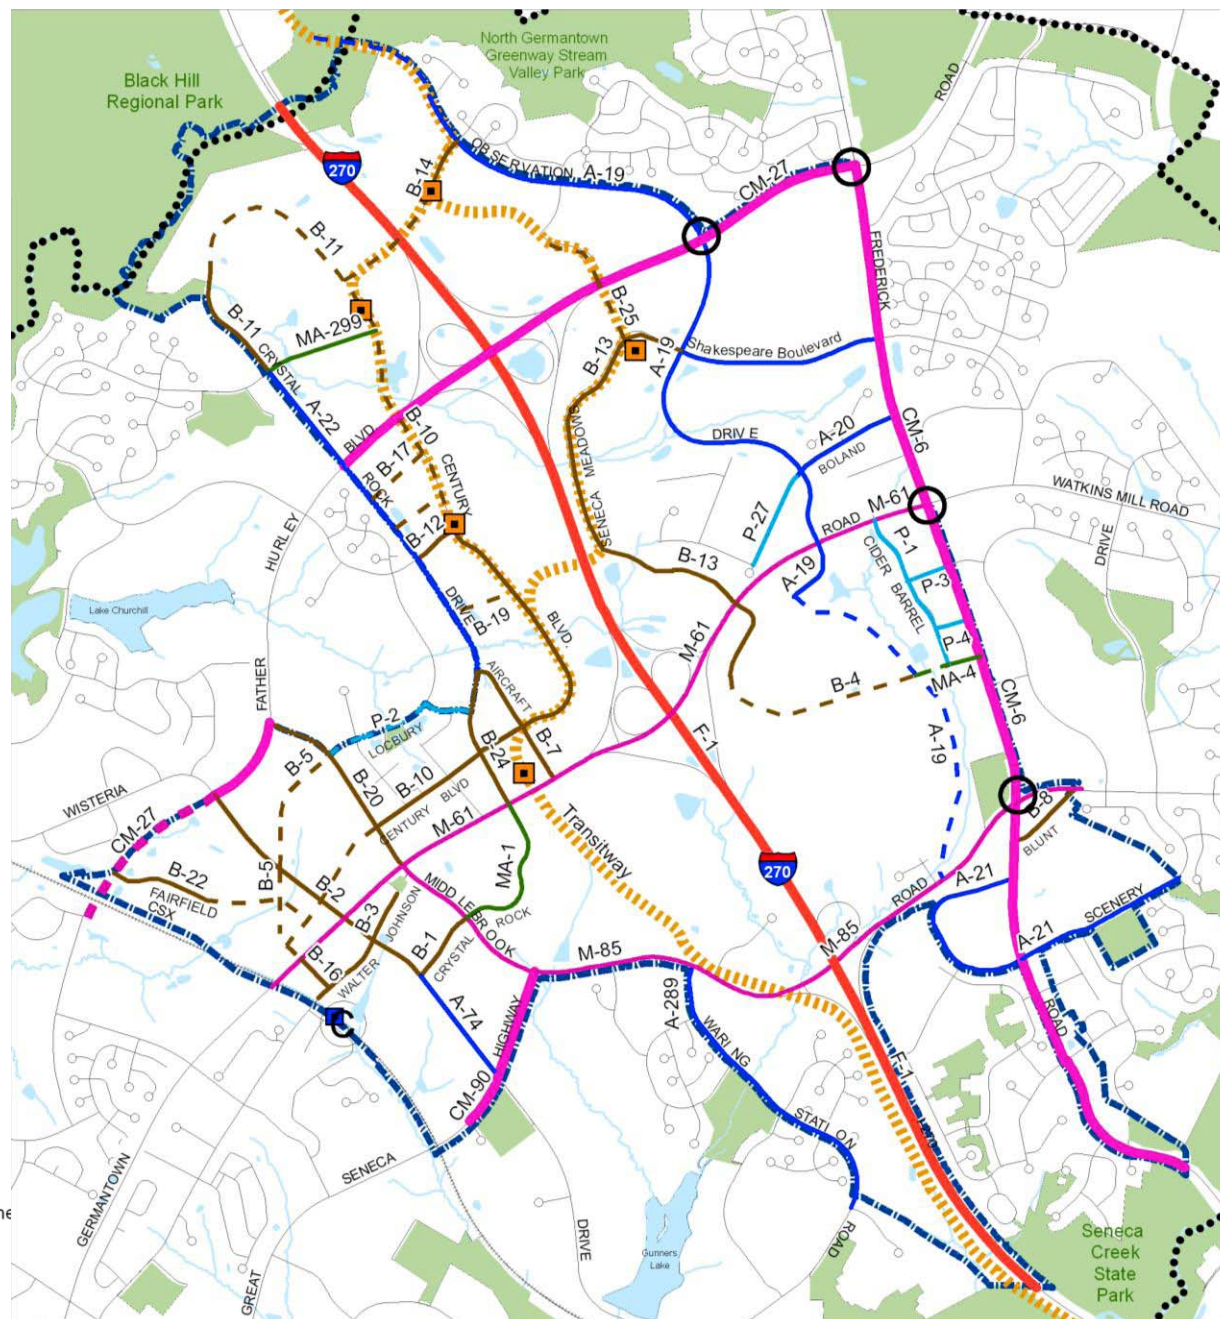 North Germantown
Greenway Stream
Valley Park
Black Hill
Regional Park
ROAD
270
B-14
OBSERVATION
A-19
CM-27
FREDERICK
B-11
B-11
MA-299
CRYSTAL
B-25
B-13
A-19
Shakespeare Boulevard
A-22
BLVD
B-10
CENTURY
B-17
ROCK
SENECA MEADOWS
DRIVE
A-20
BOLAND
CM-6
WATKINS MILL ROAD
B-12
HURLEY
P-27
ROAD
M-61
DRIVE
B-13
A-19
P-1
CIDER BARREL
P-3
P-4
Lake Churchill
DRIVE
B-19
BLVD.
M-61
MA-4
B-4
CM-6
FATHER
AIRCRAFT
P-2
LOCBURY
B-24
B-7
F-1
A-19
B-5
B-20
B-10
CENTURY BLVD
M-61
WISTERIA
CM-27
Transitway
B-8
BLUNT
270
MA-1
B-22
FAIRFIELD
CSX
B-5
B-2
MIDDLEBROOK
B-3
JOHNSON
WALTER
B-16
B-1
CRYSTAL ROCK
ROAD
A-21
SCENERY
A-21
M-85
M-85
A-74
HIGHWAY
CM-90
A-289
WARING
STATION
ROAD
F-1
ROAD
SENECA
GERMANTOWN
GREAT
DRIVE
Gunners
Lake
Seneca
Creek
State
Park
C